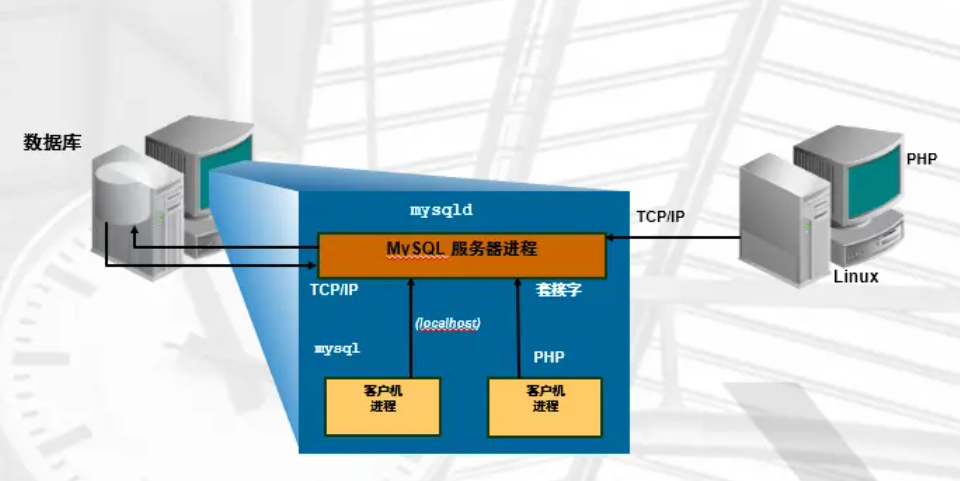 数据库
PHP
mysqld
TCP/IP
MySQL 服务器进程
Linux
TCP/IP
套接字
(localhost)
mysql
PHP
客户机
进程
客户机
进程